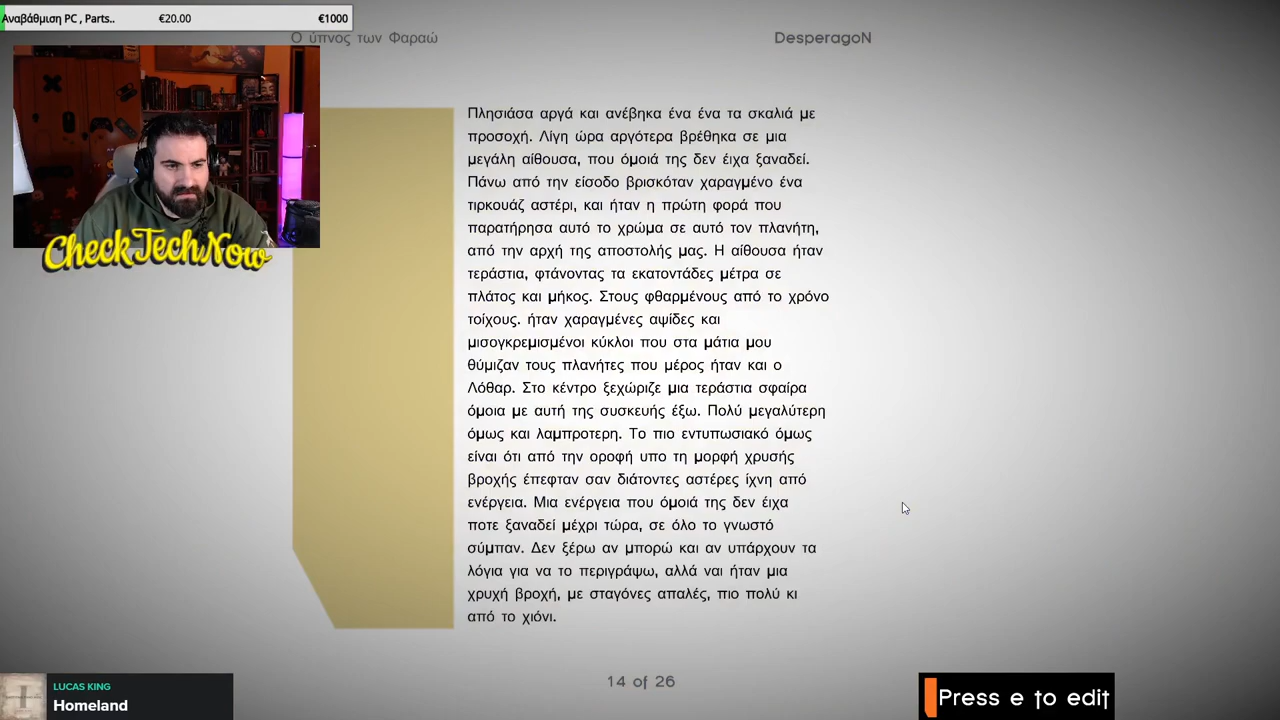 Αναβάθμιση PC , Parts.. €20.00 €1000
Ο ύπνος των Φαραώ DesperagoN
CheckTechNow
Πλησιάσα αργά και ανέβηκα ένα ένα τα σκαλιά με
προσοχή. Λίγη ώρα αργότερα βρέθηκα σε μια
μεγάλη αίθουσα, που όμοιά της δεν έιχα ξαναδεί.
Πάνω από την είσοδο βρισκόταν χαραγμένο ένα
τιρκουάζ αστέρι, και ήταν η πρώτη φορά που
παρατήρησα αυτό το χρώμα σε αυτό τον πλανήτη,
από την αρχή της αποστολής μας. Η αίθουσα ήταν
τεράστια, φτάνοντας τα εκατοντάδες μέτρα σε
πλάτος και μήκος. Στους φθαρμένους από το χρόνο
τοίχους. ήταν χαραγμένες αψίδες και
μισογκρεμισμένοι κύκλοι που στα μάτια μου
θύμιζαν τους πλανήτες που μέρος ήταν και ο
Λόθαρ. Στο κέντρο ξεχώριζε μια τεράστια σφαίρα
όμοια με αυτή της συσκευής έξω. Πολύ μεγαλύτερη
όμως και λαμπροτερη. Το πιο εντυπωσιακό όμως
είναι ότι από την οροφή υπο τη μορφή χρυσής
βροχής έπεφταν σαν διάτοντες αστέρες ίχνη από
ενέργεια. Μια ενέργεια που όμοιά της δεν έιχα
ποτε ξαναδεί μέχρι τώρα, σε όλο το γνωστό
σύμπαν. Δεν ξέρω αν μπορώ και αν υπάρχουν τα
λόγια για να το περιγράψω, αλλά ναι ήταν μια
χρυχή βροχή, με σταγόνες απαλές, πιο πολύ κι
από το χιόνι.
14 of 26
LUCAS KING
Homeland
Press e to edit